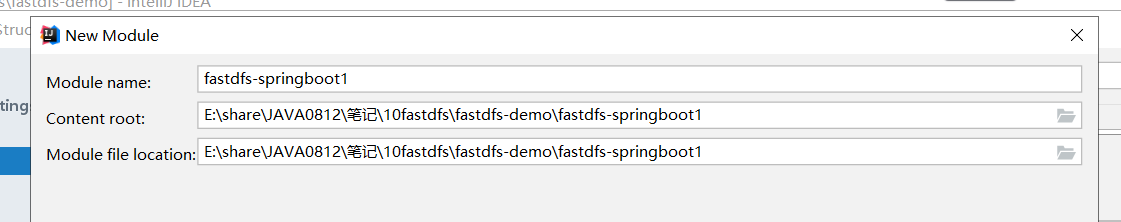 s\fastdfs-demo] - IntelliJ IDEA
Struc
New Module
Module name: fastdfs-springboot1
tings
Content root: E:\share\JAVA0812\笔记\10fastdfs\fastdfs-demo\fastdfs-springboot1
Module file location: E:\share\JAVA0812\笔记\10fastdfs\fastdfs-demo\fastdfs-springboot1